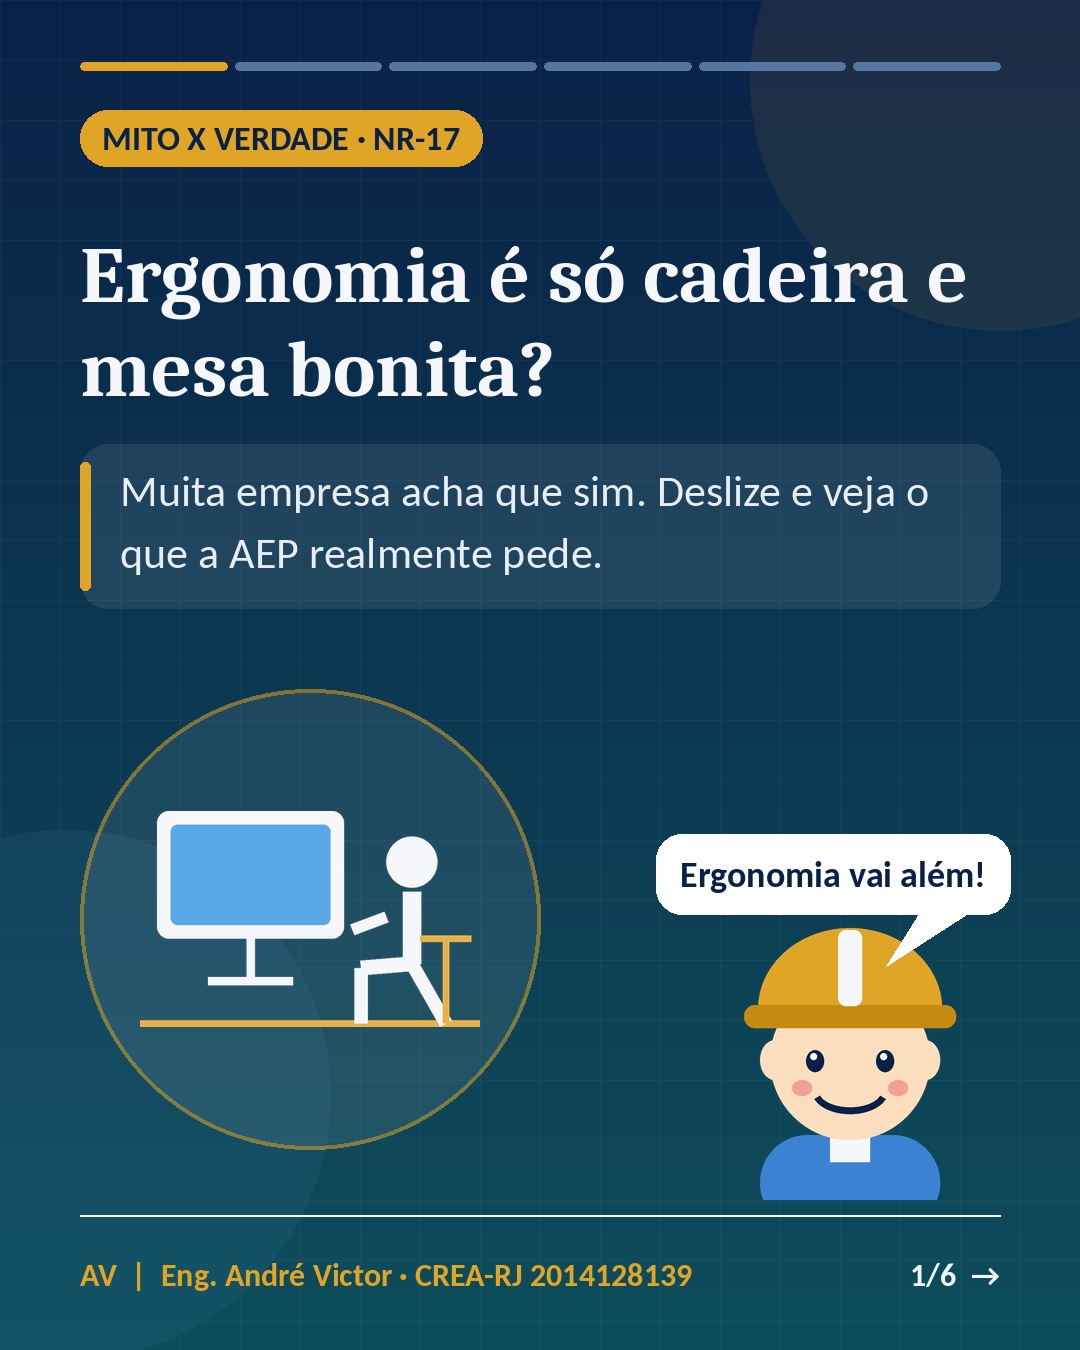 MITO X VERDADE · NR-17
Ergonomia é só cadeira e
mesa bonita?
Muita empresa acha que sim. Deslize e veja o
que a AEP realmente pede.
Ergonomia vai além!
AV | Eng. André Victor · CREA-RJ 2014128139
1/6 →